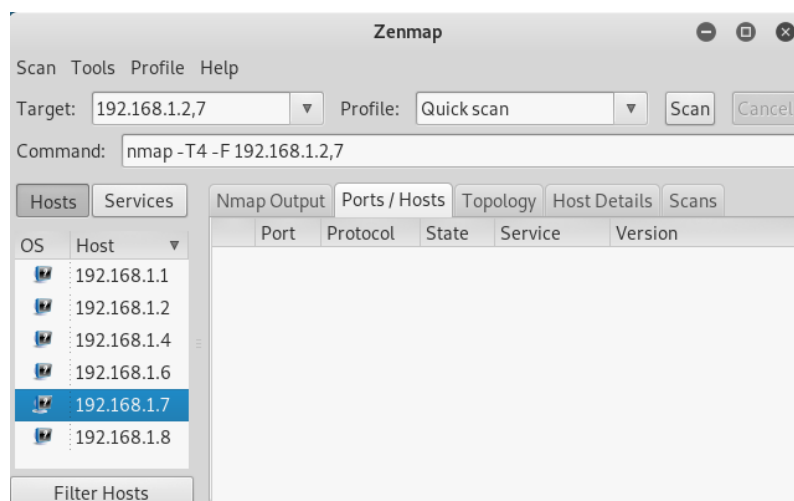 Zenmap
Scan Tools Profile Help
Target: 192.168.1.2,7 Profile: Quick scan Scan Cancel
Command: nmap -T4 -F 192.168.1.2,7
Hosts Services Nmap Output Ports / Hosts Topology Host Details Scans
OS Host Port Protocol State Service Version
192.168.1.1
192.168.1.2
192.168.1.4
192.168.1.6
192.168.1.7
192.168.1.8
Filter Hosts